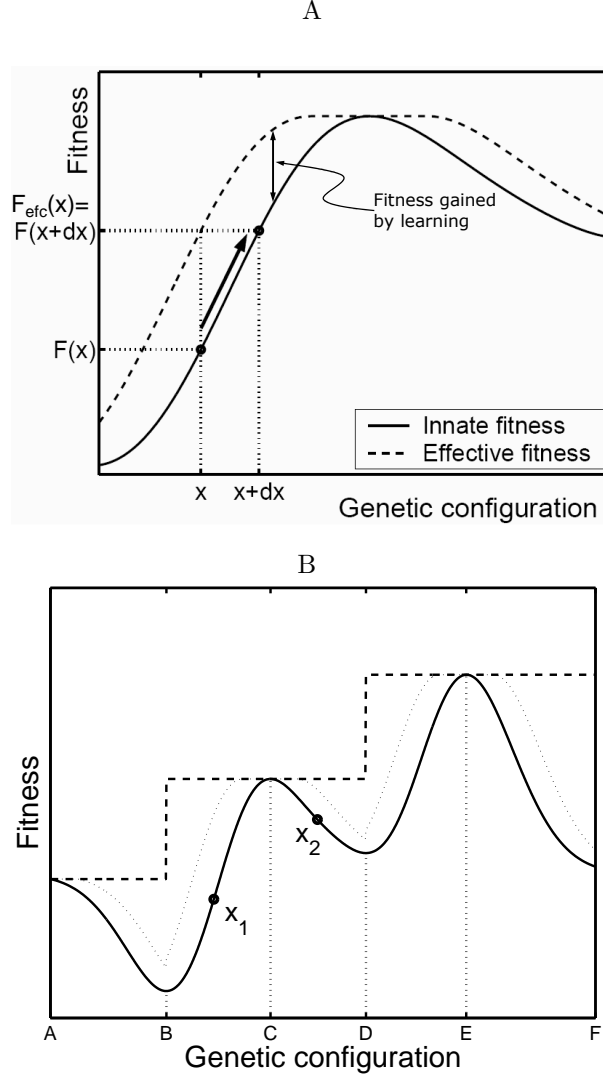 A
Fitness
F_efc(x)=
F(x+dx)
Fitness gained
by learning
F(x)
Innate fitness
Effective fitness
x x+dx
Genetic configuration
B
Fitness
x_2
x_1
A B C D E F
Genetic configuration